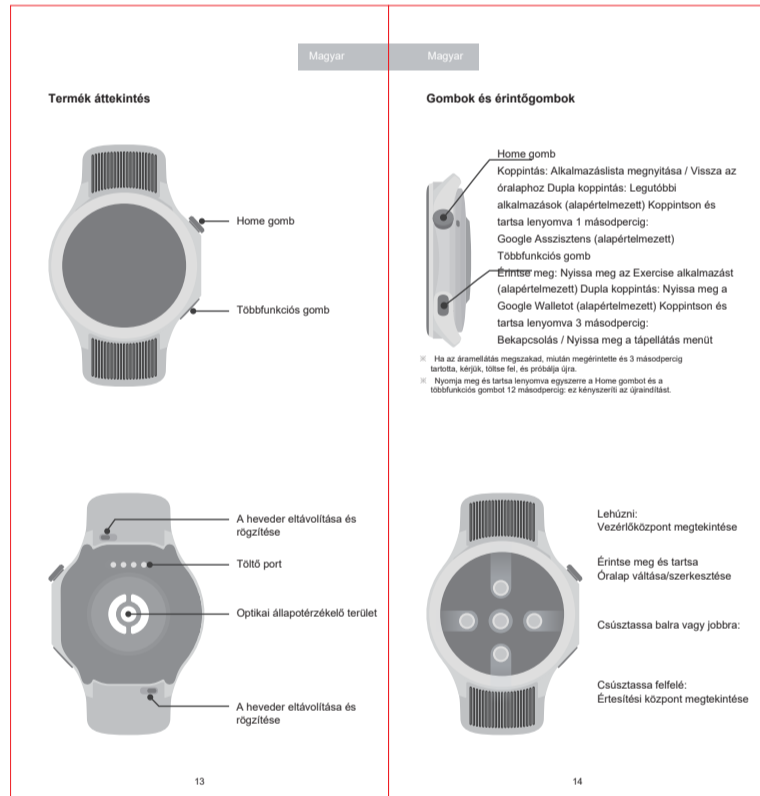 Magyar
Termék áttekintés
Home gomb
Többfunkciós gomb
A heveder eltávolítása és
rögzítése
Töltő port
Optikai állapotérzékelő terület
A heveder eltávolítása és
rögzítése
13
Magyar
Gombok és érintőgombok
Home gomb
Koppintás: Alkalmazáslista megnyitása / Vissza az
óralaphoz Dupla koppintás: Legutóbbi
alkalmazások (alapértelmezett) Koppintson és
tartsa lenyomva 1 másodpercig:
Google Asszisztens (alapértelmezett)
Többfunkciós gomb
Érintse meg: Nyissa meg az Exercise alkalmazást
(alapértelmezett) Dupla koppintás: Nyissa meg a
Google Walletot (alapértelmezett) Koppintson és
tartsa lenyomva 3 másodpercig:
Bekapcsolás / Nyissa meg a tápellátás menüt
※ Ha az áramellátás megszakad, miután megérintette és 3 másodpercig
tartotta, kérjük, töltse fel, és próbálja újra.
※ Nyomja meg és tartsa lenyomva egyszerre a Home gombot és a
többfunkciós gombot 12 másodpercig: ez kényszeríti az újraindítást.
Lehúzni:
Vezérlőközpont megtekintése
Érintse meg és tartsa
Óralap váltása/szerkesztése
Csúsztassa balra vagy jobbra:
Csúsztassa felfelé:
Értesítési központ megtekintése
14